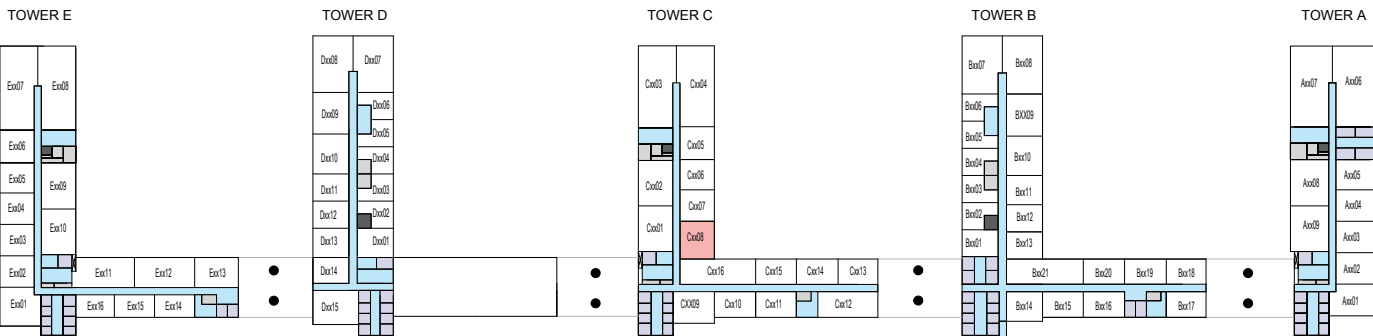 TOWER E
TOWER D
TOWER C
TOWER B
TOWER A
Exx07
Exx08
Exx06
Exx05
Exx04
Exx03
Exx02
Exx01
Exx09
Exx10
Exx11
Exx12
Exx13
Exx16
Exx15
Exx14
Dxx08
Dxx07
Dxx09
Dxx06
Dxx05
Dxx10
Dxx04
Dxx11
Dxx03
Dxx12
Dxx02
Dxx13
Dxx01
Dxx14
Dxx15
Cxx03
Cxx04
Cxx05
Cxx06
Cxx02
Cxx07
Cxx01
Cxx08
Cxx16
Cxx15
Cxx14
Cxx13
CXX09
Cxx10
Cxx11
Cxx12
Bxx07
Bxx08
Bxx06
BXX09
Bxx05
Bxx04
Bxx10
Bxx03
Bxx11
Bxx02
Bxx12
Bxx01
Bxx13
Bxx21
Bxx20
Bxx19
Bxx18
Bxx14
Bxx15
Bxx16
Bxx17
Axx07
Axx06
Axx08
Axx05
Axx04
Axx09
Axx03
Axx02
Axx01